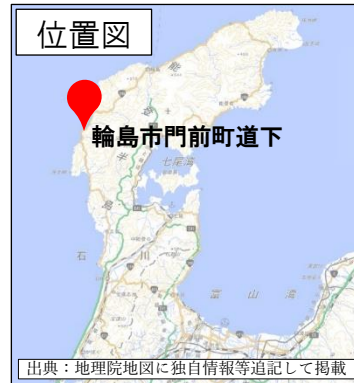 位置図
輪島市門前町道下
七尾湾
石
川
富
山
湾
出典：地理院地図に独自情報等追記して掲載